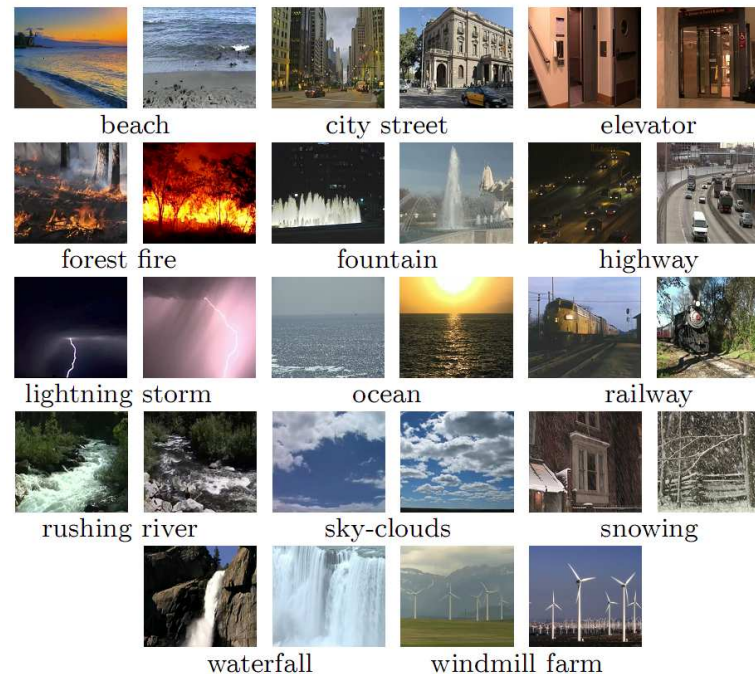 beach
city street
elevator
forest fire
fountain
highway
lightning storm
ocean
railway
rushing river
sky-clouds
snowing
waterfall
windmill farm